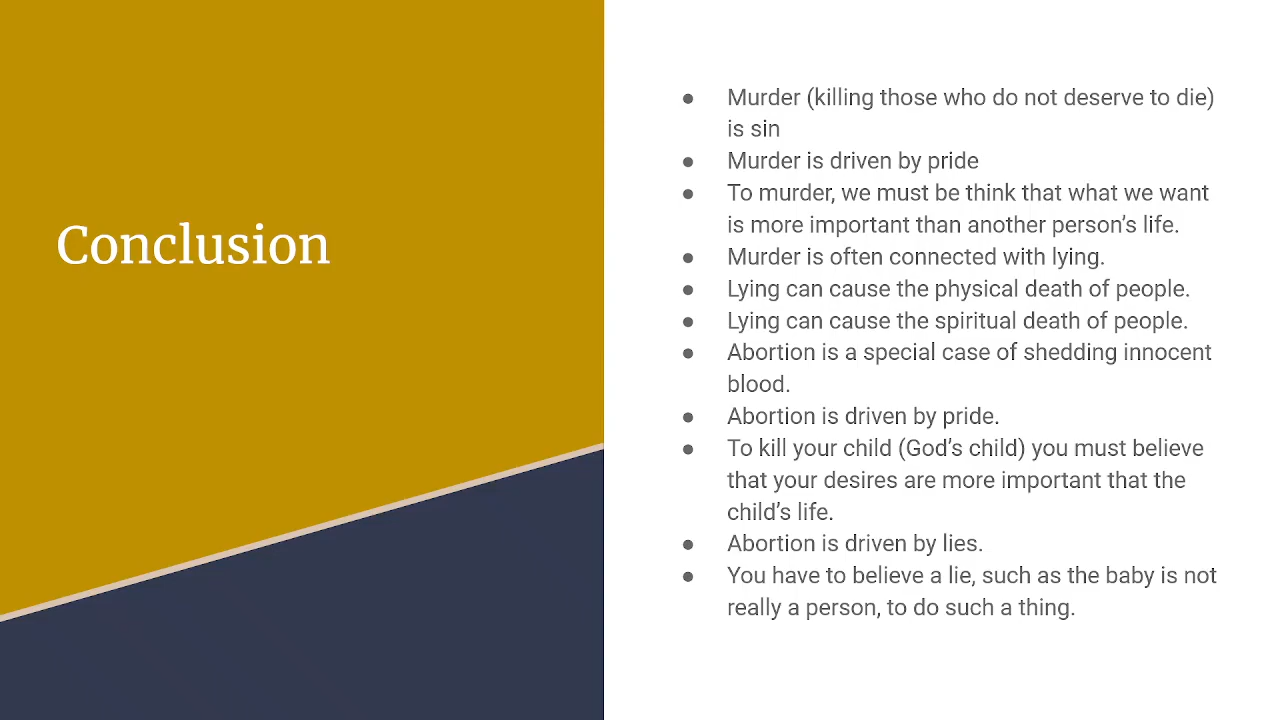 Conclusion
● Murder (killing those who do not deserve to die)
is sin
● Murder is driven by pride
● To murder, we must be think that what we want
is more important than another person’s life.
● Murder is often connected with lying.
● Lying can cause the physical death of people.
● Lying can cause the spiritual death of people.
● Abortion is a special case of shedding innocent
blood.
● Abortion is driven by pride.
● To kill your child (God’s child) you must believe
that your desires are more important that the
child’s life.
● Abortion is driven by lies.
● You have to believe a lie, such as the baby is not
really a person, to do such a thing.